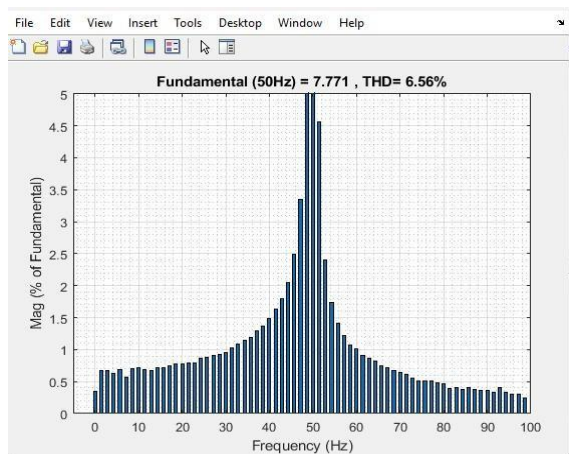 File Edit View Insert Tools Desktop Window Help
Fundamental (50Hz) = 7.771 , THD= 6.56%
5
4.5
4
3.5
3
2.5
2
1.5
1
0.5
0
Mag (% of Fundamental)
0 10 20 30 40 50 60 70 80 90 100
Frequency (Hz)